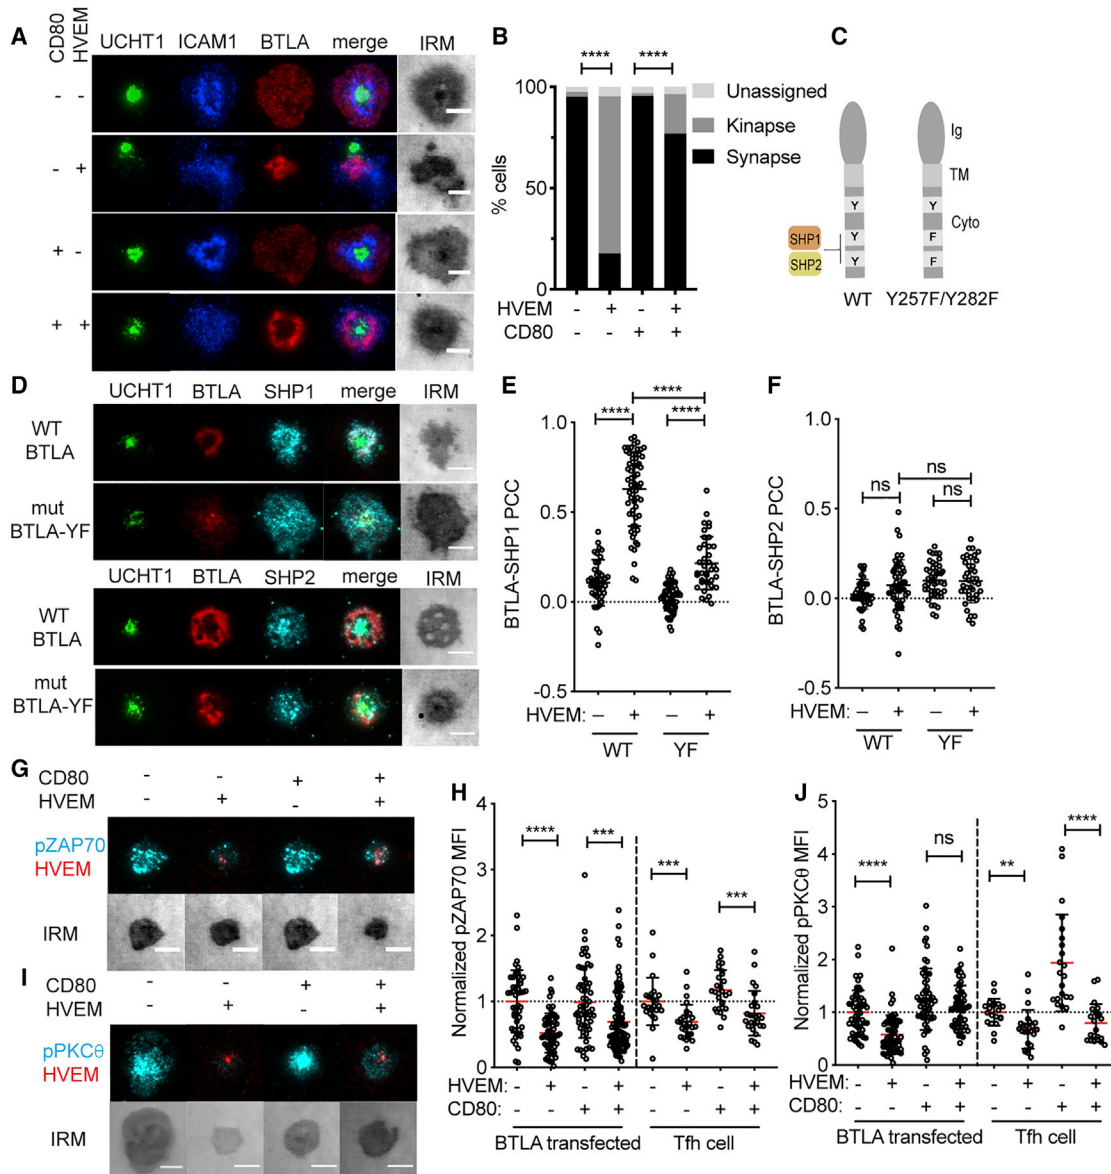 A
CD80
HVEM
UCHT1 ICAM1 BTLA merge IRM
- -
- +
+ -
+ +
B
****
****
100
50
0
% cells
Unassigned
Kinapse
Synapse
HVEM - + - +
CD80 - - + +
C
Ig
TM
Cyto
Y Y
Y F
Y F
SHP1
SHP2
WT Y257F/Y282F
D
UCHT1 BTLA SHP1 merge IRM
WT
BTLA
mut
BTLA-YF
UCHT1 BTLA SHP2 merge IRM
WT
BTLA
mut
BTLA-YF
E
****
****
****
1.0
0.5
0.0
-0.5
BTLA-SHP1 PCC
HVEM: – + – +
WT YF
F
ns
ns
ns
1.0
0.5
0.0
-0.5
BTLA-SHP2 PCC
HVEM: – + – +
WT YF
G
CD80 - - + +
HVEM - + - +
pZAP70
HVEM
IRM
H
****
***
***
***
4
3
2
1
0
Normalized pZAP70 MFI
HVEM: - + - + - + - +
CD80: - - + + - - + +
BTLA transfected Tfh cell
I
CD80 - - + +
HVEM - + - +
pPKCθ
HVEM
IRM
J
****
ns
**
****
5
4
3
2
1
0
Normalized pPKCθ MFI
HVEM: - + - + - + - +
CD80: - - + + - - + +
BTLA transfected Tfh cell